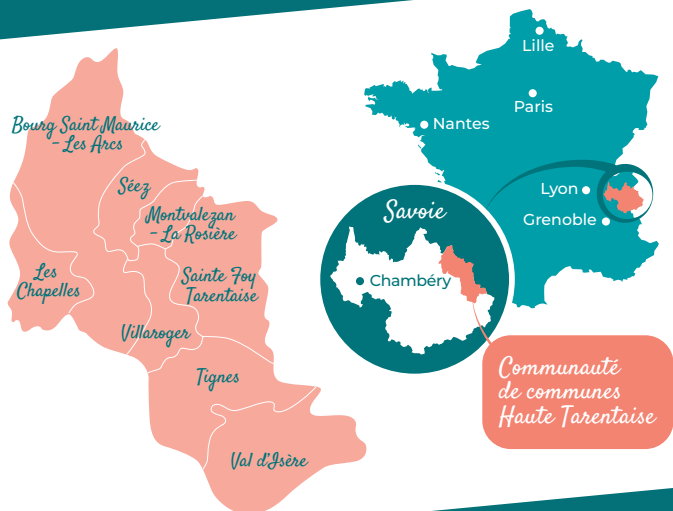 Bourg Saint Maurice
- Les Arcs
Séez
Montvalezan
- La Rosière
Les
Chapelles
Sainte Foy
Tarentaise
Villaroger
Tignes
Val d'Isère
Lille
Paris
Nantes
Lyon
Grenoble
Savoie
Chambéry
Communauté
de communes
Haute Tarentaise